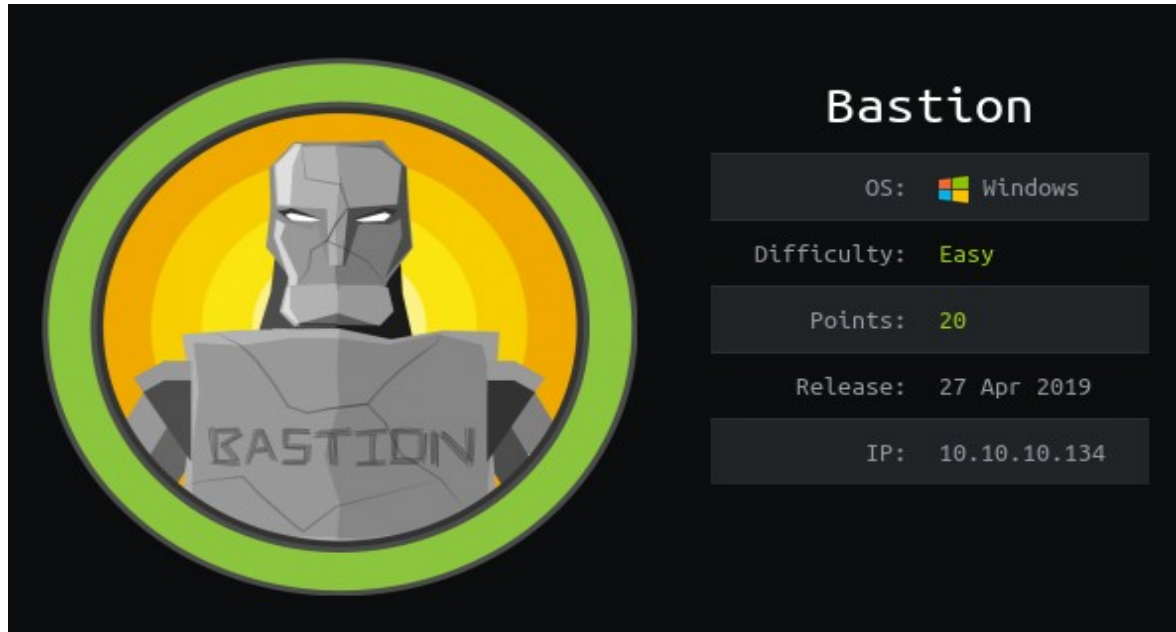 BASTION
Bastion
OS: Windows
Difficulty: Easy
Points: 20
Release: 27 Apr 2019
IP: 10.10.10.134